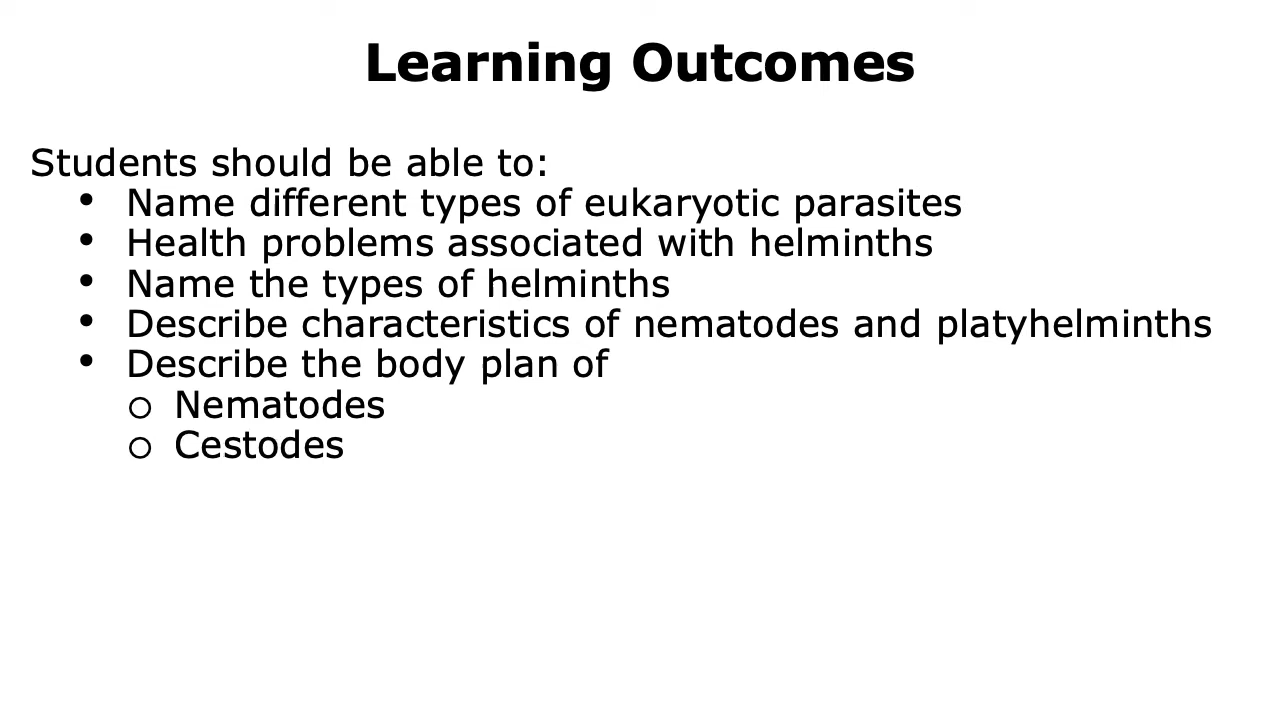 Learning Outcomes
Students should be able to:
• Name different types of eukaryotic parasites
• Health problems associated with helminths
• Name the types of helminths
• Describe characteristics of nematodes and platyhelminths
• Describe the body plan of
○ Nematodes
○ Cestodes